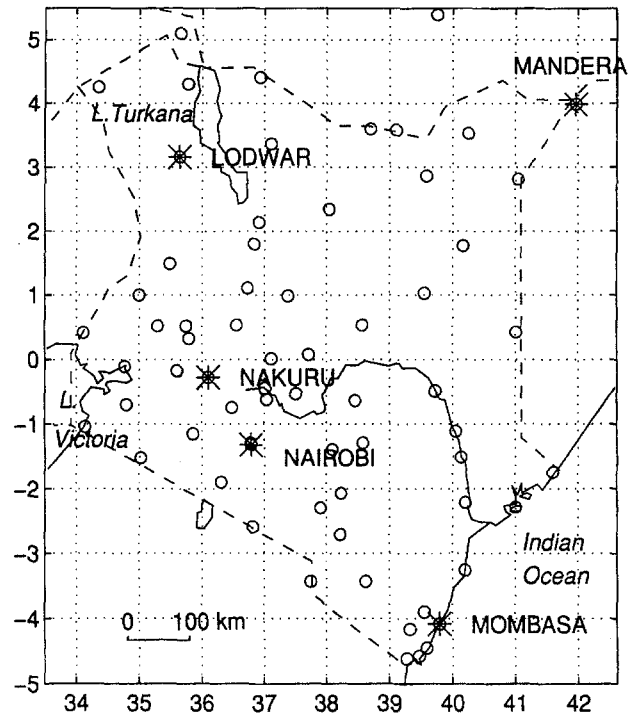 5
4
3
2
1
0
-1
-2
-3
-4
-5
MANDERA
L.Turkana
LODWAR
NAKURU
L.
Victoria
NAIROBI
Indian
Ocean
0 100 km
MOMBASA
34 35 36 37 38 39 40 41 42